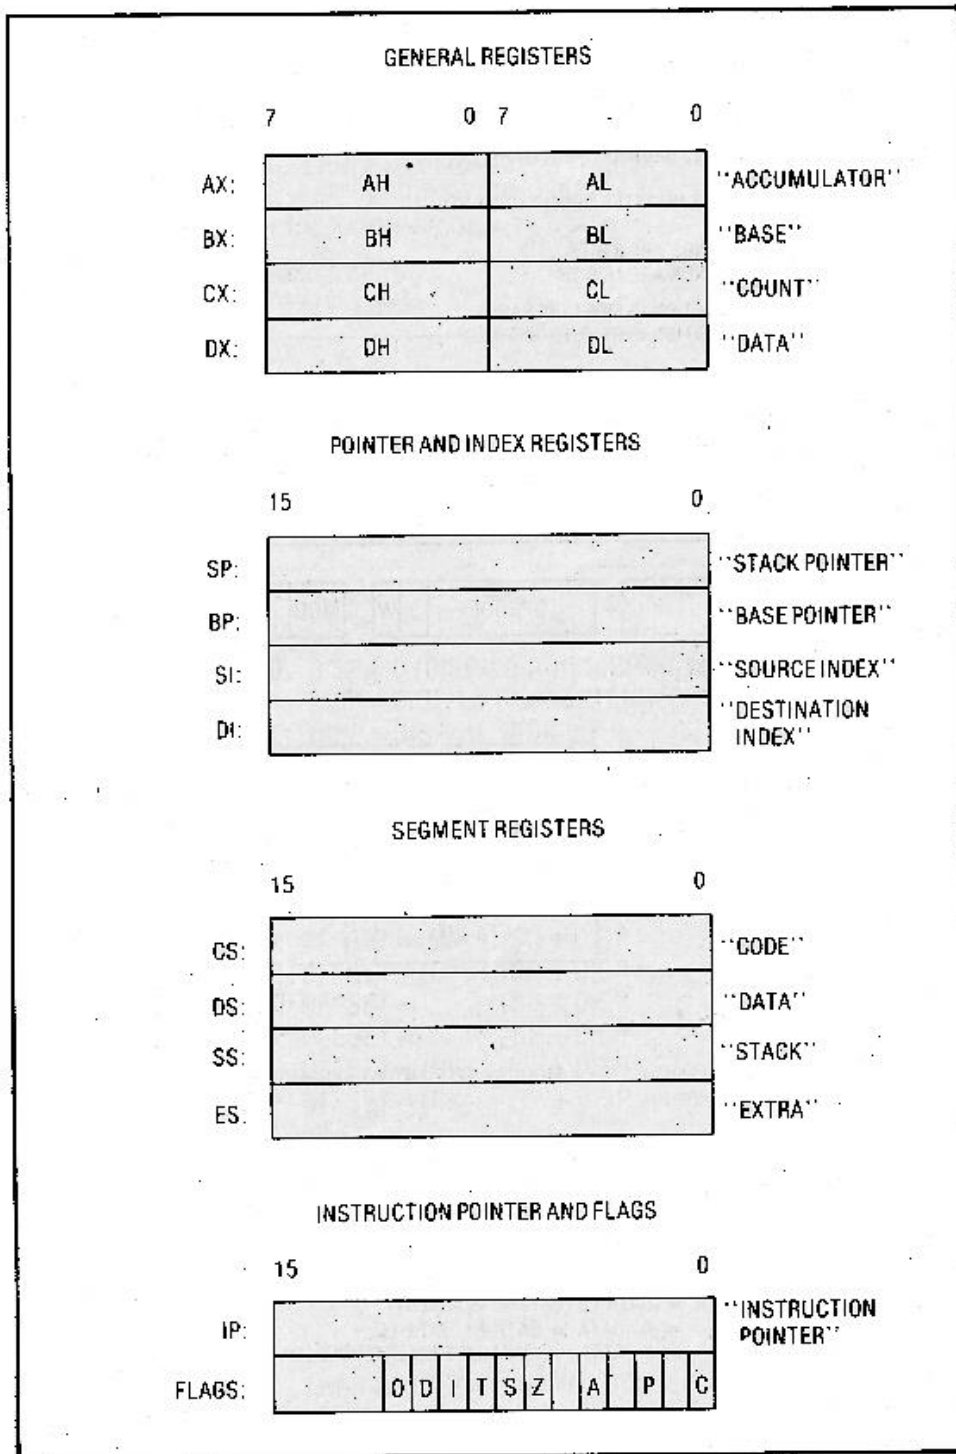 GENERAL REGISTERS
7 0 7 0
AX: AH AL "ACCUMULATOR"
BX: BH BL "BASE"
CX: CH CL "COUNT"
DX: DH DL "DATA"
POINTER AND INDEX REGISTERS
15 0
SP: "STACK POINTER"
BP: "BASE POINTER"
SI: "SOURCE INDEX"
DI: "DESTINATION
INDEX"
SEGMENT REGISTERS
15 0
CS: "CODE"
DS: "DATA"
SS: "STACK"
ES: "EXTRA"
INSTRUCTION POINTER AND FLAGS
15 0
IP: "INSTRUCTION
POINTER"
FLAGS: O D I T S Z A P C